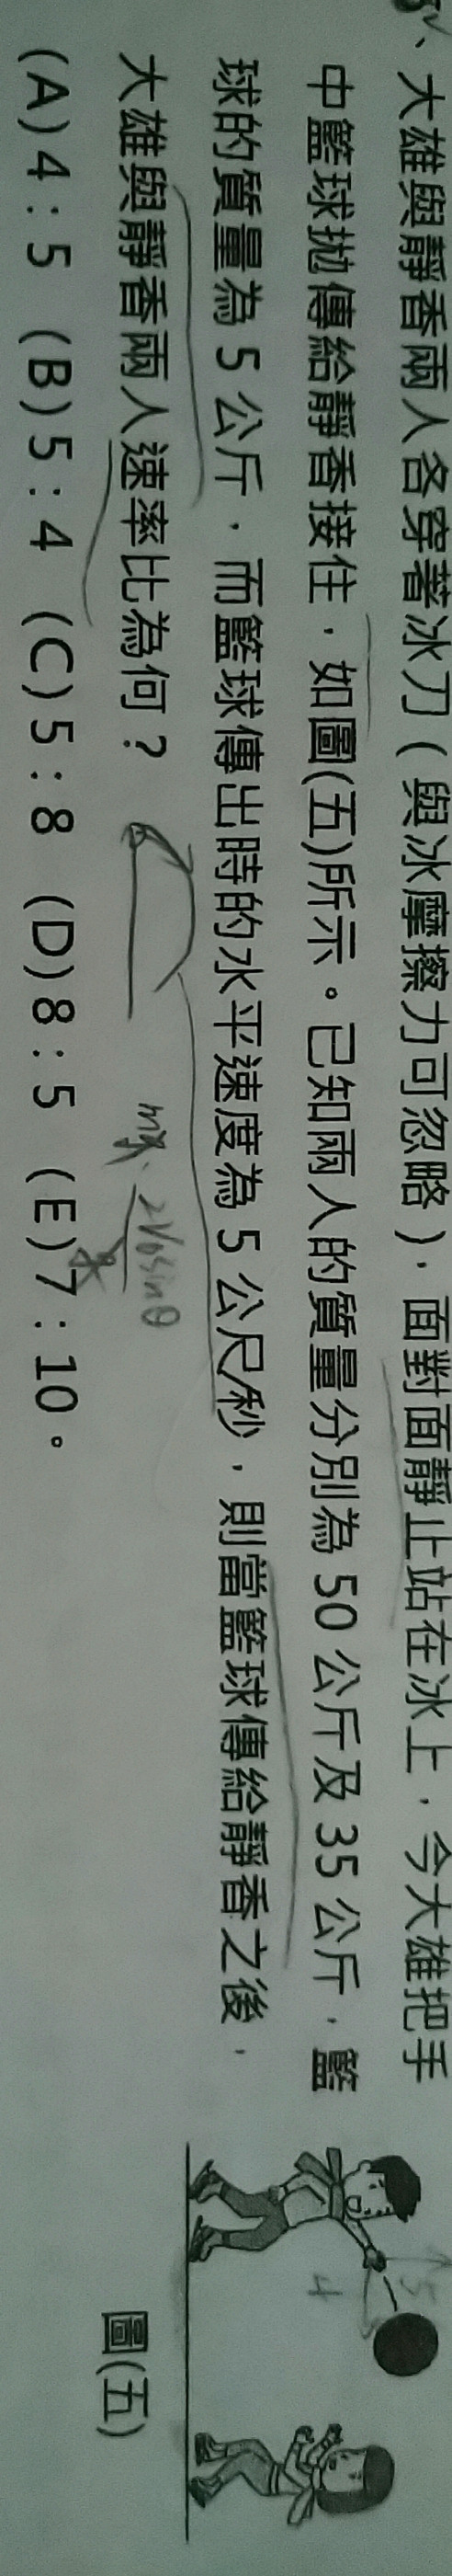 、大雄與靜香兩人各穿著冰刀(與冰摩擦力可忽略)，面對面靜止站在冰上，今大雄把手
中籃球拋傳給靜香接住，如圖(五)所示。已知兩人的質量分別為 50 公斤及 35 公斤，籃
球的質量為 5 公斤，而籃球傳出時的水平速度為 5 公尺/秒，則當籃球傳給靜香之後，
大雄與靜香兩人速率比為何？
(A)4：5 (B)5：4 (C)5：8 (D)8：5 (E)7：10。
2V₀sinθ
5
4
圖(五)